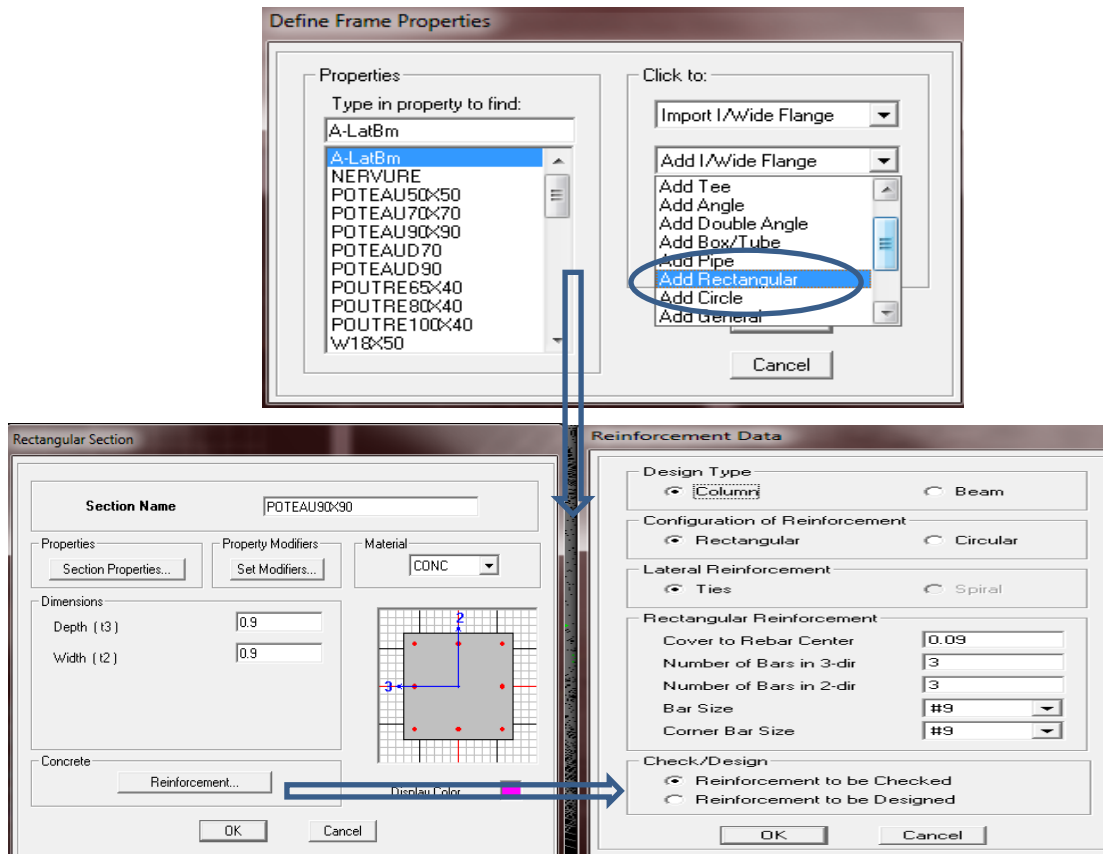 Define Frame Properties
Properties
Type in property to find:
A-LatBm
A-LatBm
NERVURE
POTEAU50X50
POTEAU70X70
POTEAU90X90
POTEAUD70
POTEAUD90
POUTRE65X40
POUTRE80X40
POUTRE100X40
W18X50
Click to:
Import I/Wide Flange
Add I/Wide Flange
Add Tee
Add Angle
Add Double Angle
Add Box/Tube
Add Pipe
Add Rectangular
Add Circle
Add General
Cancel
Rectangular Section
Section Name POTEAU90X90
Properties
Section Properties...
Property Modifiers
Set Modifiers...
Material
CONC
Dimensions
Depth ( t3 ) 0.9
Width ( t2 ) 0.9
2
3
Concrete
Reinforcement...
Display Color
OK Cancel
Reinforcement Data
Design Type
Column Beam
Configuration of Reinforcement
Rectangular Circular
Lateral Reinforcement
Ties Spiral
Rectangular Reinforcement
Cover to Rebar Center 0.09
Number of Bars in 3-dir 3
Number of Bars in 2-dir 3
Bar Size #9
Corner Bar Size #9
Check/Design
Reinforcement to be Checked
Reinforcement to be Designed
OK Cancel